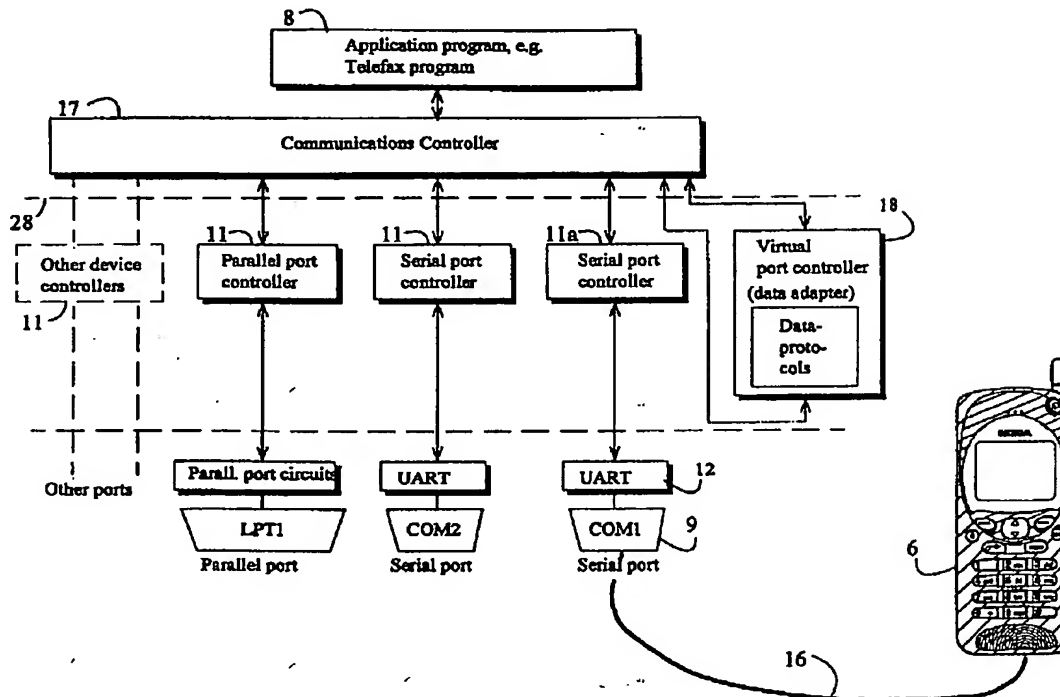 8
Application program, e.g.
Telefax program
17
Communications Controller
28
18
11
11
11a
Other device
controllers
Parallel port
controller
Serial port
controller
Serial port
controller
Virtual
port controller
(data adapter)
Data-
proto-
cols
11
NOKIA
Other ports
Parall. port circuits
UART
UART
12
LPT1
COM2
COM1
9
Parallel port
Serial port
Serial port
6
16